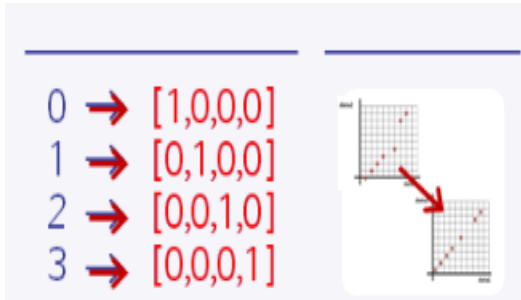 0 → [1,0,0,0]
1 → [0,1,0,0]
2 → [0,0,1,0]
3 → [0,0,0,1]